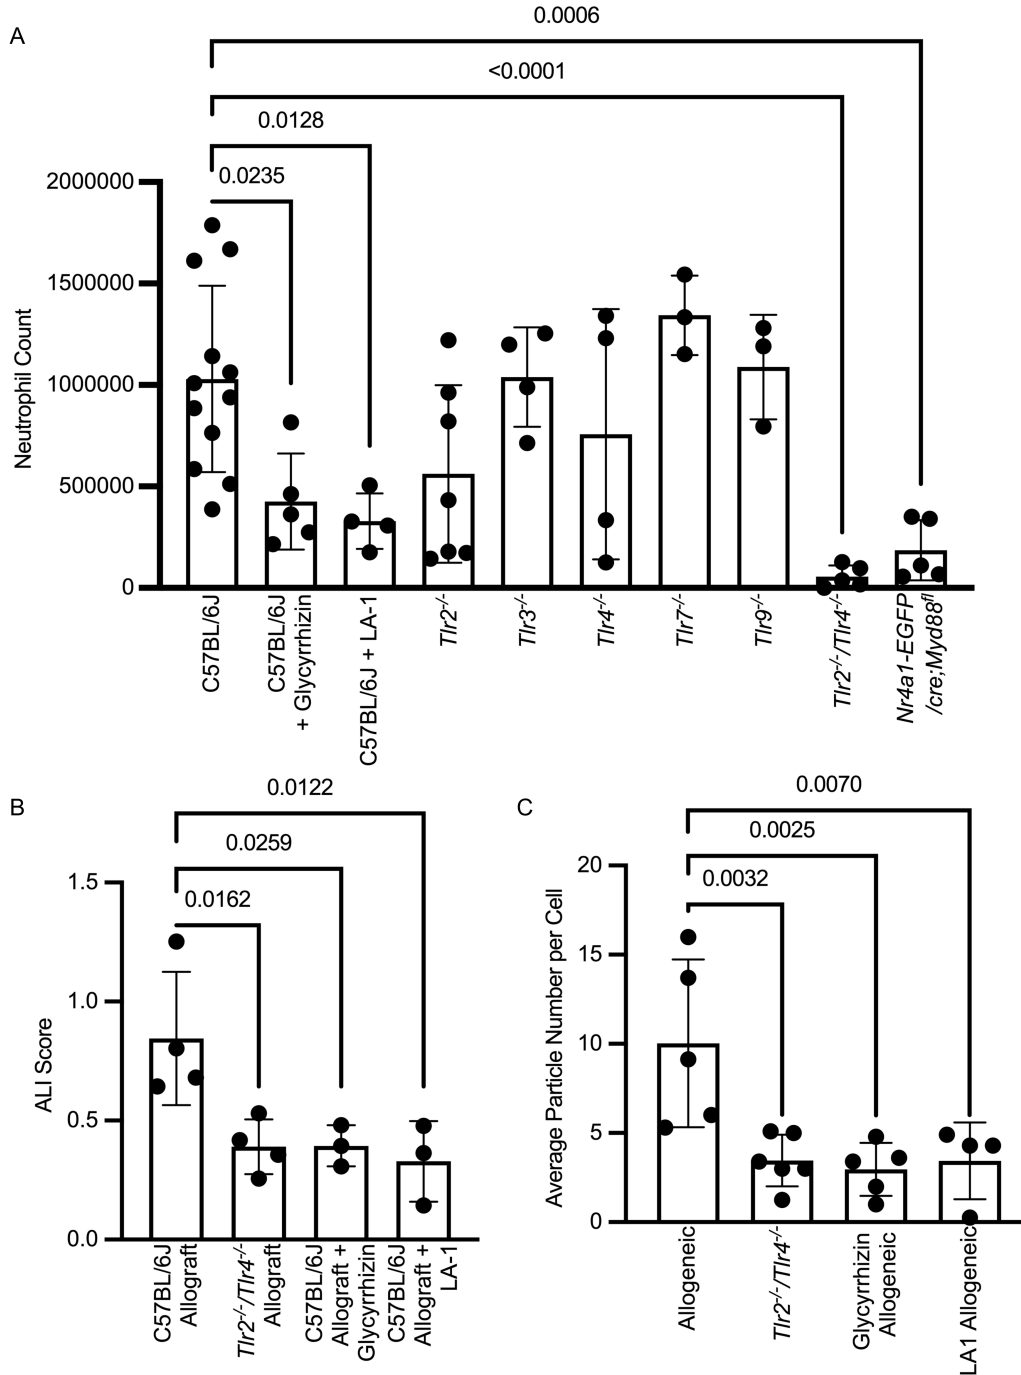 A
0.0006
<0.0001
0.0128
0.0235
2000000
1500000
1000000
500000
0
Neutrophil Count
C57BL/6J
C57BL/6J
+ Glycyrrhizin
C57BL/6J + LA-1
Tlr2-/-
Tlr3-/-
Tlr4-/-
Tlr7-/-
Tlr9-/-
Tlr2-/-/Tlr4-/-
Nr4a1-EGFP
/cre;Myd88fl
B
0.0122
0.0259
0.0162
1.5
1.0
0.5
0.0
ALI Score
C57BL/6J
Allograft
Tlr2-/-/Tlr4-/-
Allograft
C57BL/6J
Allograft +
Glycyrrhizin
C57BL/6J
Allograft +
LA-1
C
0.0070
0.0025
0.0032
20
15
10
5
0
Average Particle Number per Cell
Allogeneic
Tlr2-/-/Tlr4-/-
Glycyrrhizin
Allogeneic
LA1 Allogeneic